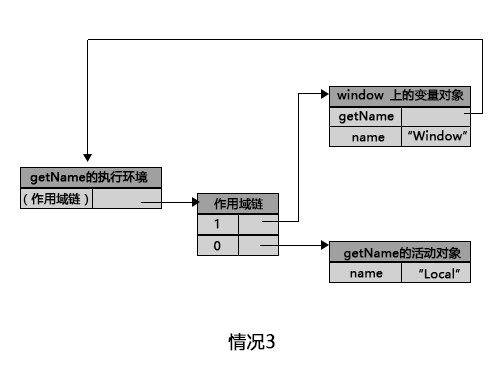 window 上的变量对象
getName
name "Window"
getName的执行环境
（作用域链）
作用域链
1
0
getName的活动对象
name "Local"
情况3